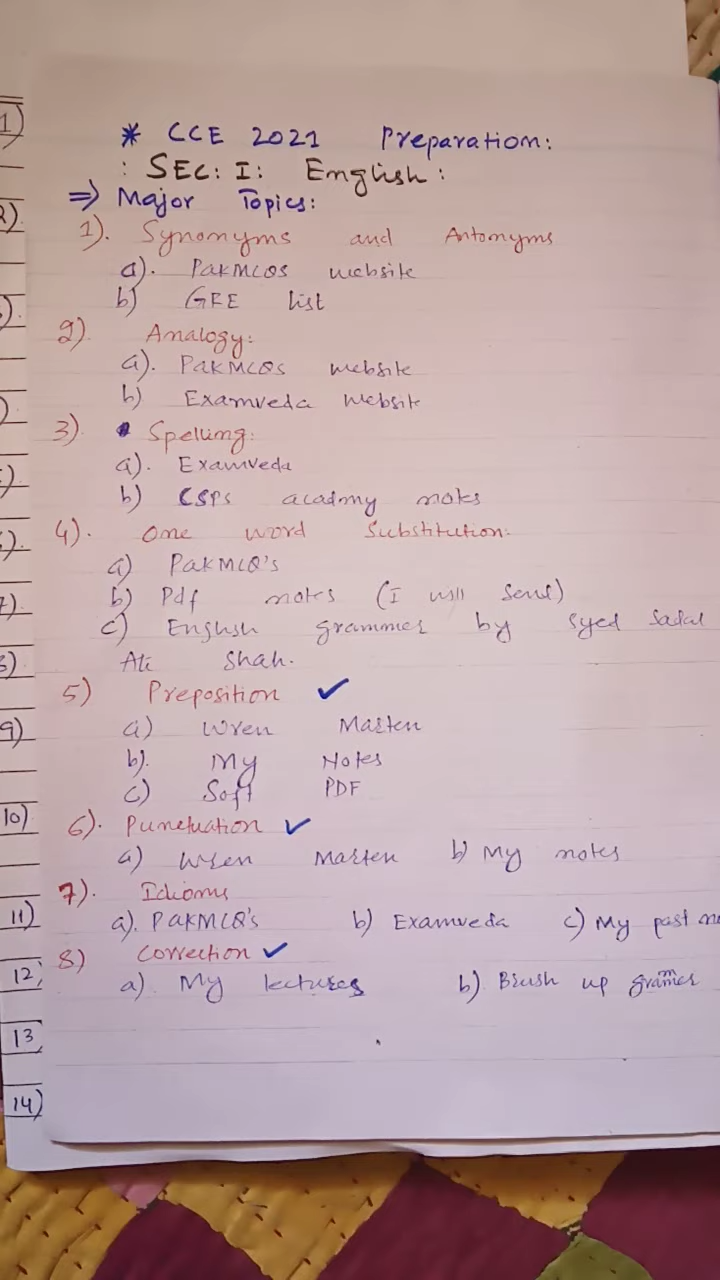 1)
* CCE 2021 Preparation:
: SEC: I: English:
⇒ Major Topics:
1). Synonyms and Antonyms
a). PakMCQs website
b) GRE list
2) Analogy:
a). PakMCQs website
b) Examveda website
3) Spelling:
a). Examveda
b) CSPs acadmy notes
4). One word Substitution:
a) PakMCQ's
b) Pdf notes (I will send)
c) English grammer by Syed
Ali Shah.
5) Preposition ✓
a) Wren Marten
b). My Notes
c) Soft PDF
6). Punctuation ✓
a) Wren Marten b) My notes
7). Idioms
a). PakMCQ's b) Examveda c) My past
8) Correction ✓
a). My lectures b). Brush up grammer
9)
10)
11)
12)
13
14)